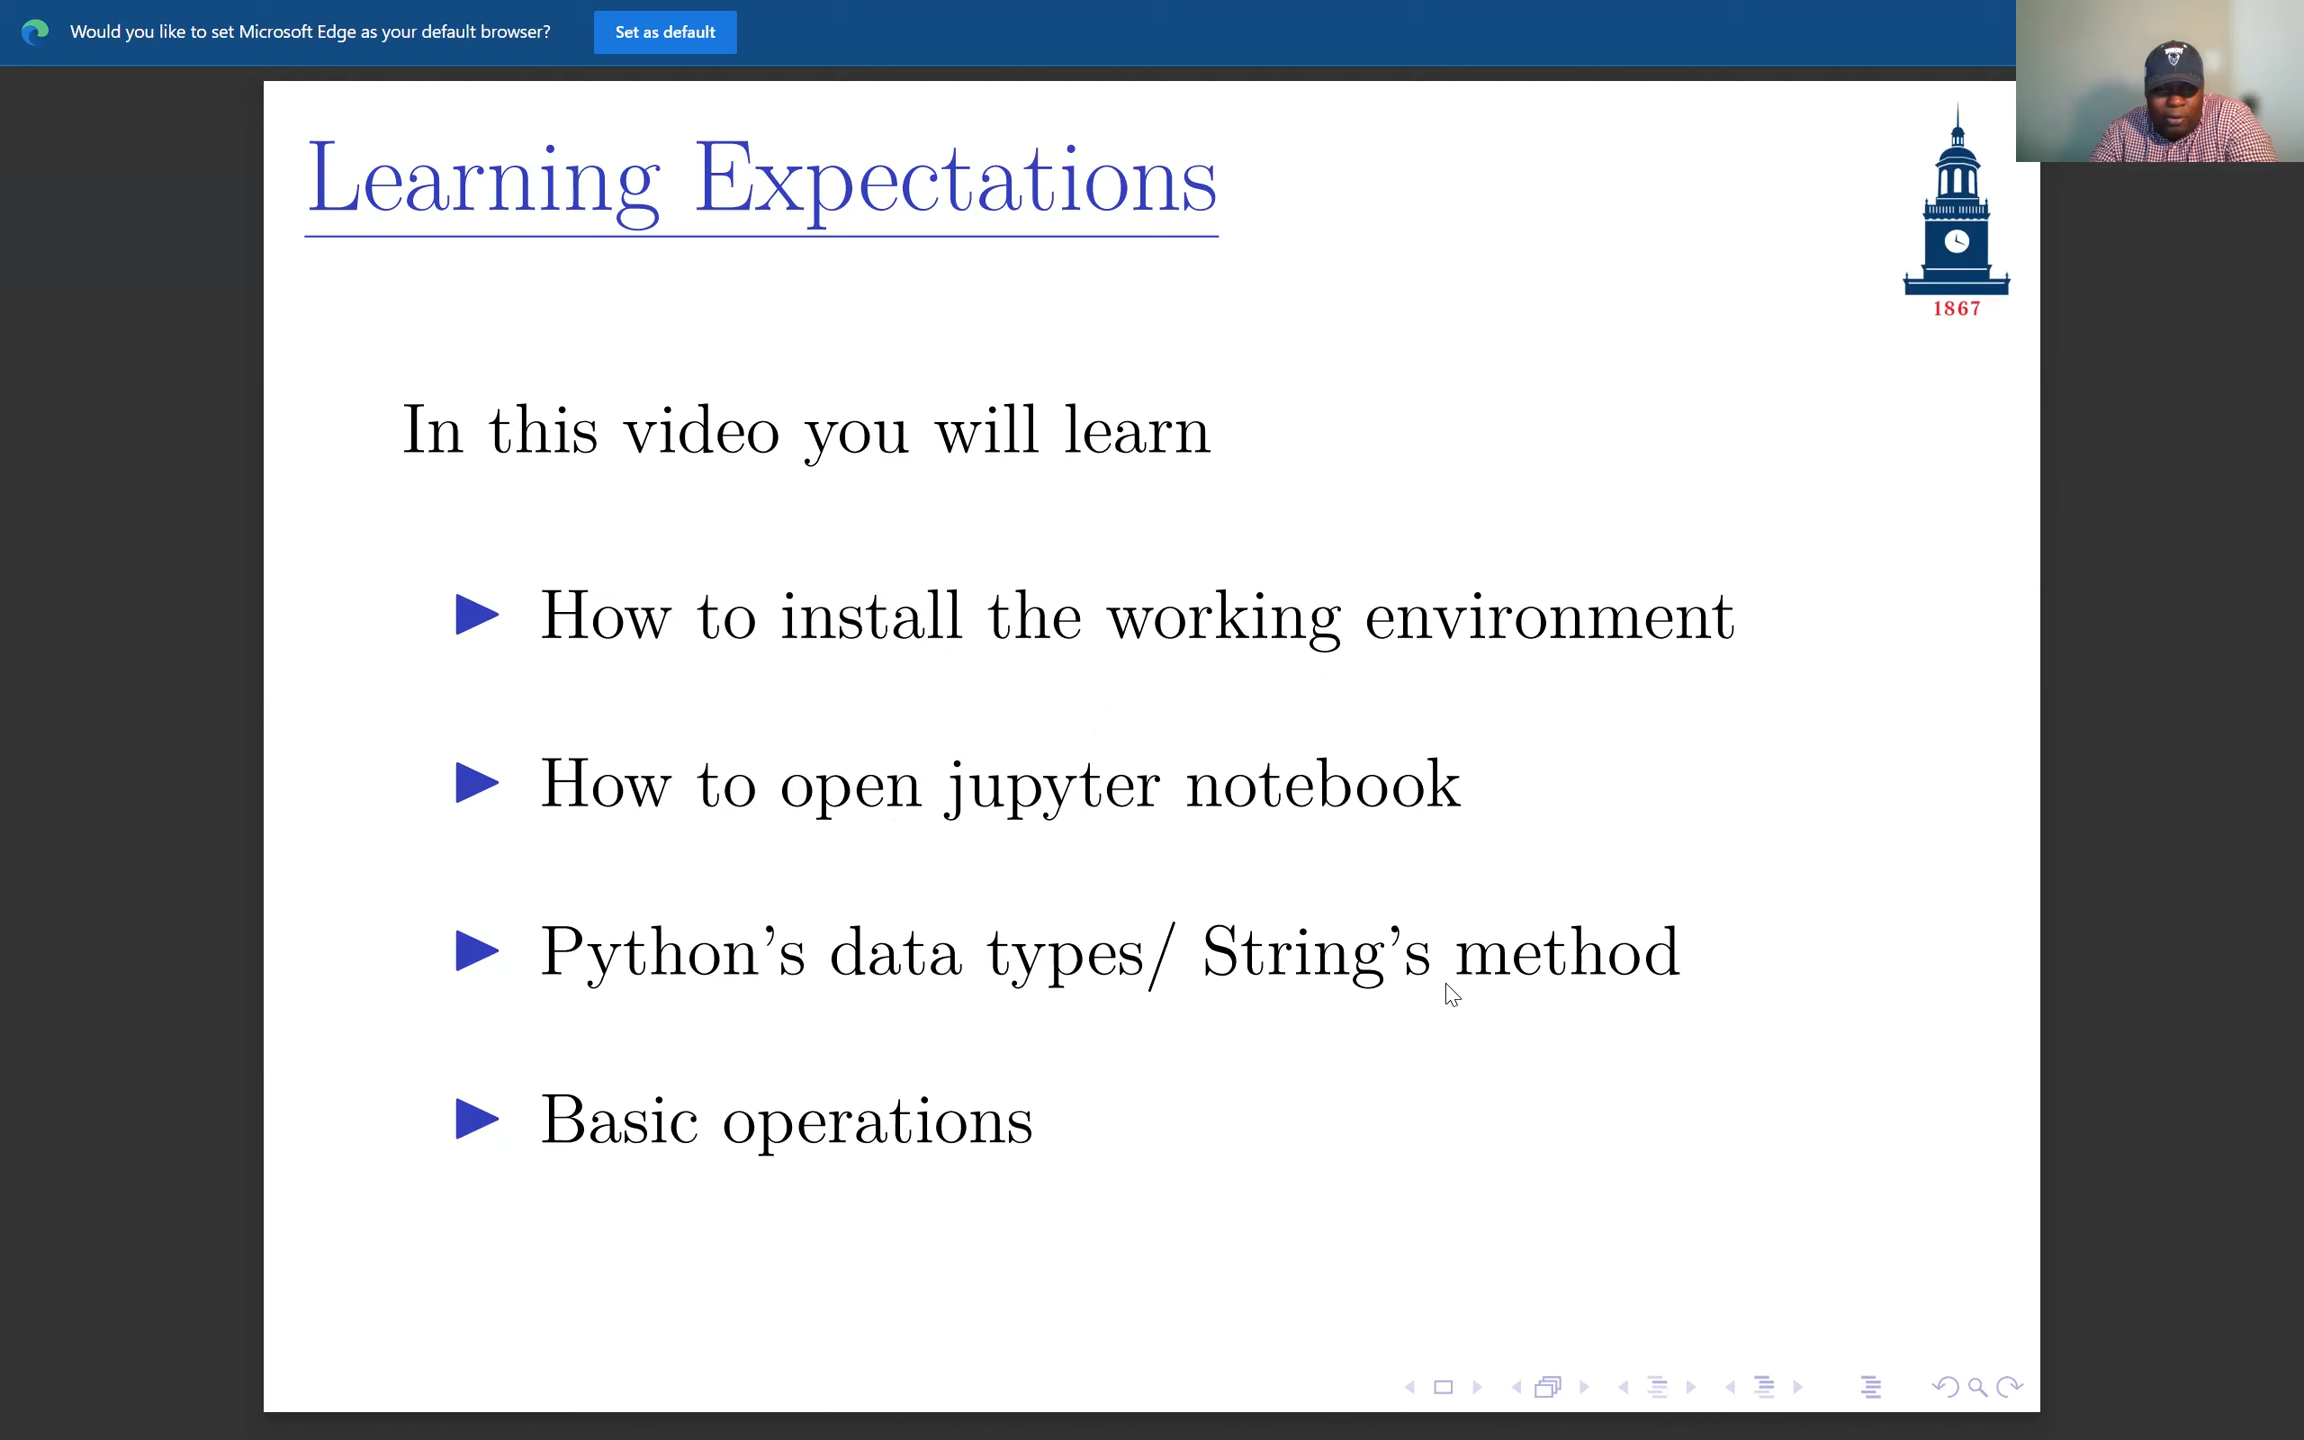 Would you like to set Microsoft Edge as your default browser? Set as default
Learning Expectations
1867
In this video you will learn
How to install the working environment
How to open jupyter notebook
Python's data types/ String's method
Basic operations